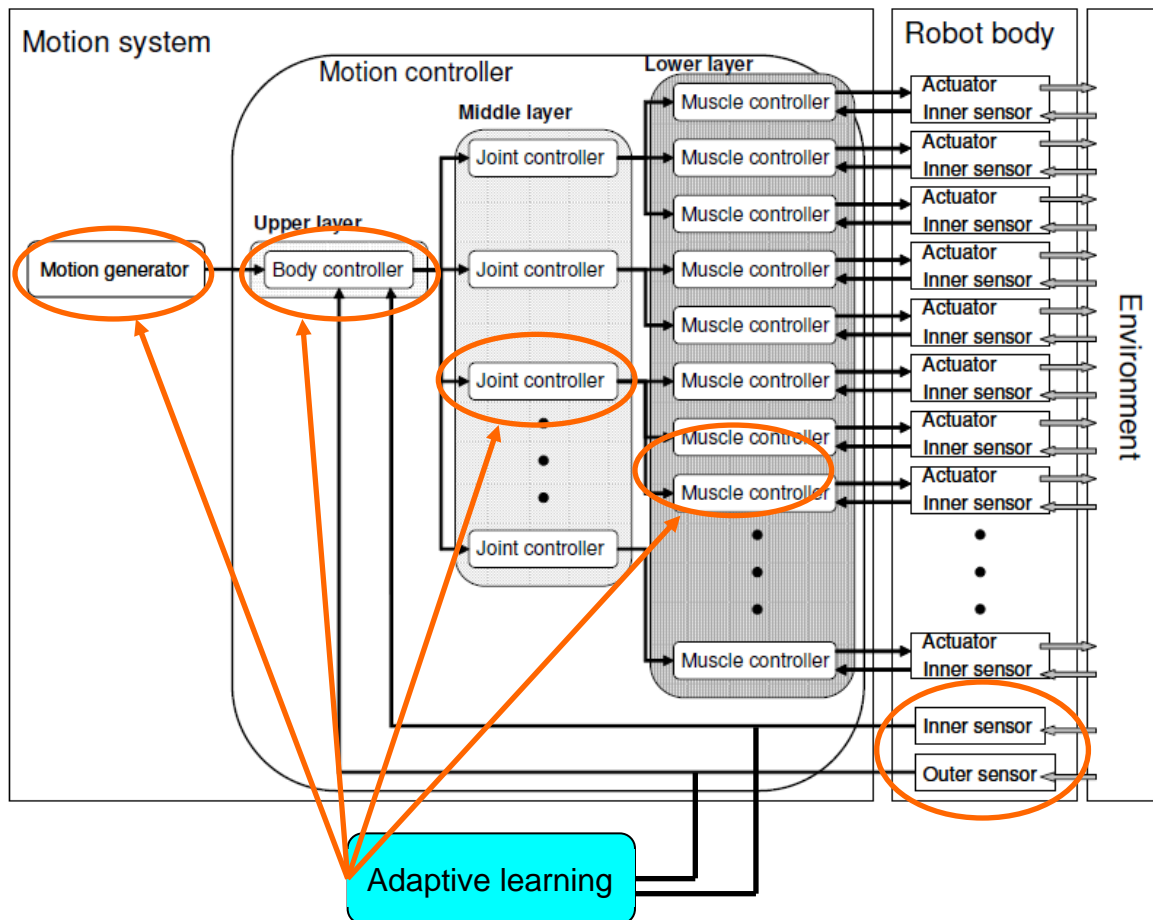 Motion system
Robot body
Motion controller
Lower layer
Middle layer
Upper layer
Motion generator
Body controller
Joint controller
Joint controller
Joint controller
Joint controller
Muscle controller
Muscle controller
Muscle controller
Muscle controller
Muscle controller
Muscle controller
Muscle controller
Muscle controller
Muscle controller
Actuator
Inner sensor
Actuator
Inner sensor
Actuator
Inner sensor
Actuator
Inner sensor
Actuator
Inner sensor
Actuator
Inner sensor
Actuator
Inner sensor
Actuator
Inner sensor
Actuator
Inner sensor
Inner sensor
Outer sensor
Environment
Adaptive learning